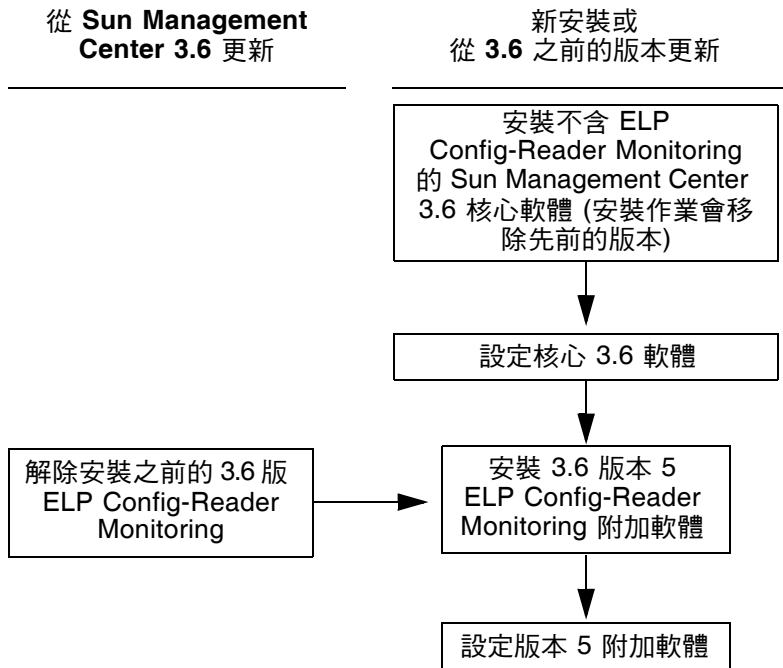 從 Sun Management
Center 3.6 更新
新安裝或
從 3.6 之前的版本更新
安裝不含 ELP
Config-Reader Monitoring
的 Sun Management Center
3.6 核心軟體 (安裝作業會移
除先前的版本)
設定核心 3.6 軟體
解除安裝之前的 3.6 版
ELP Config-Reader
Monitoring
安裝 3.6 版本 5
ELP Config-Reader
Monitoring 附加軟體
設定版本 5 附加軟體